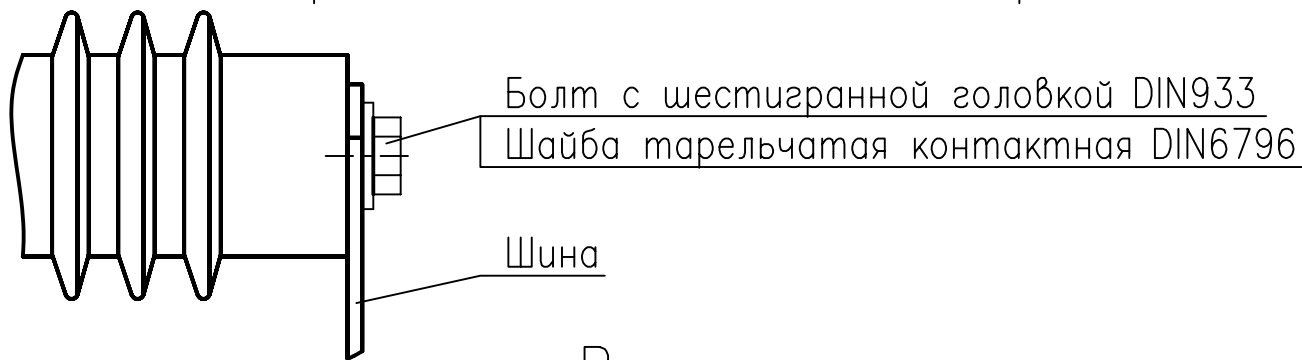 Болт с шестигранной головкой DIN933
Шайба тарельчатая контактная DIN6796
Шина